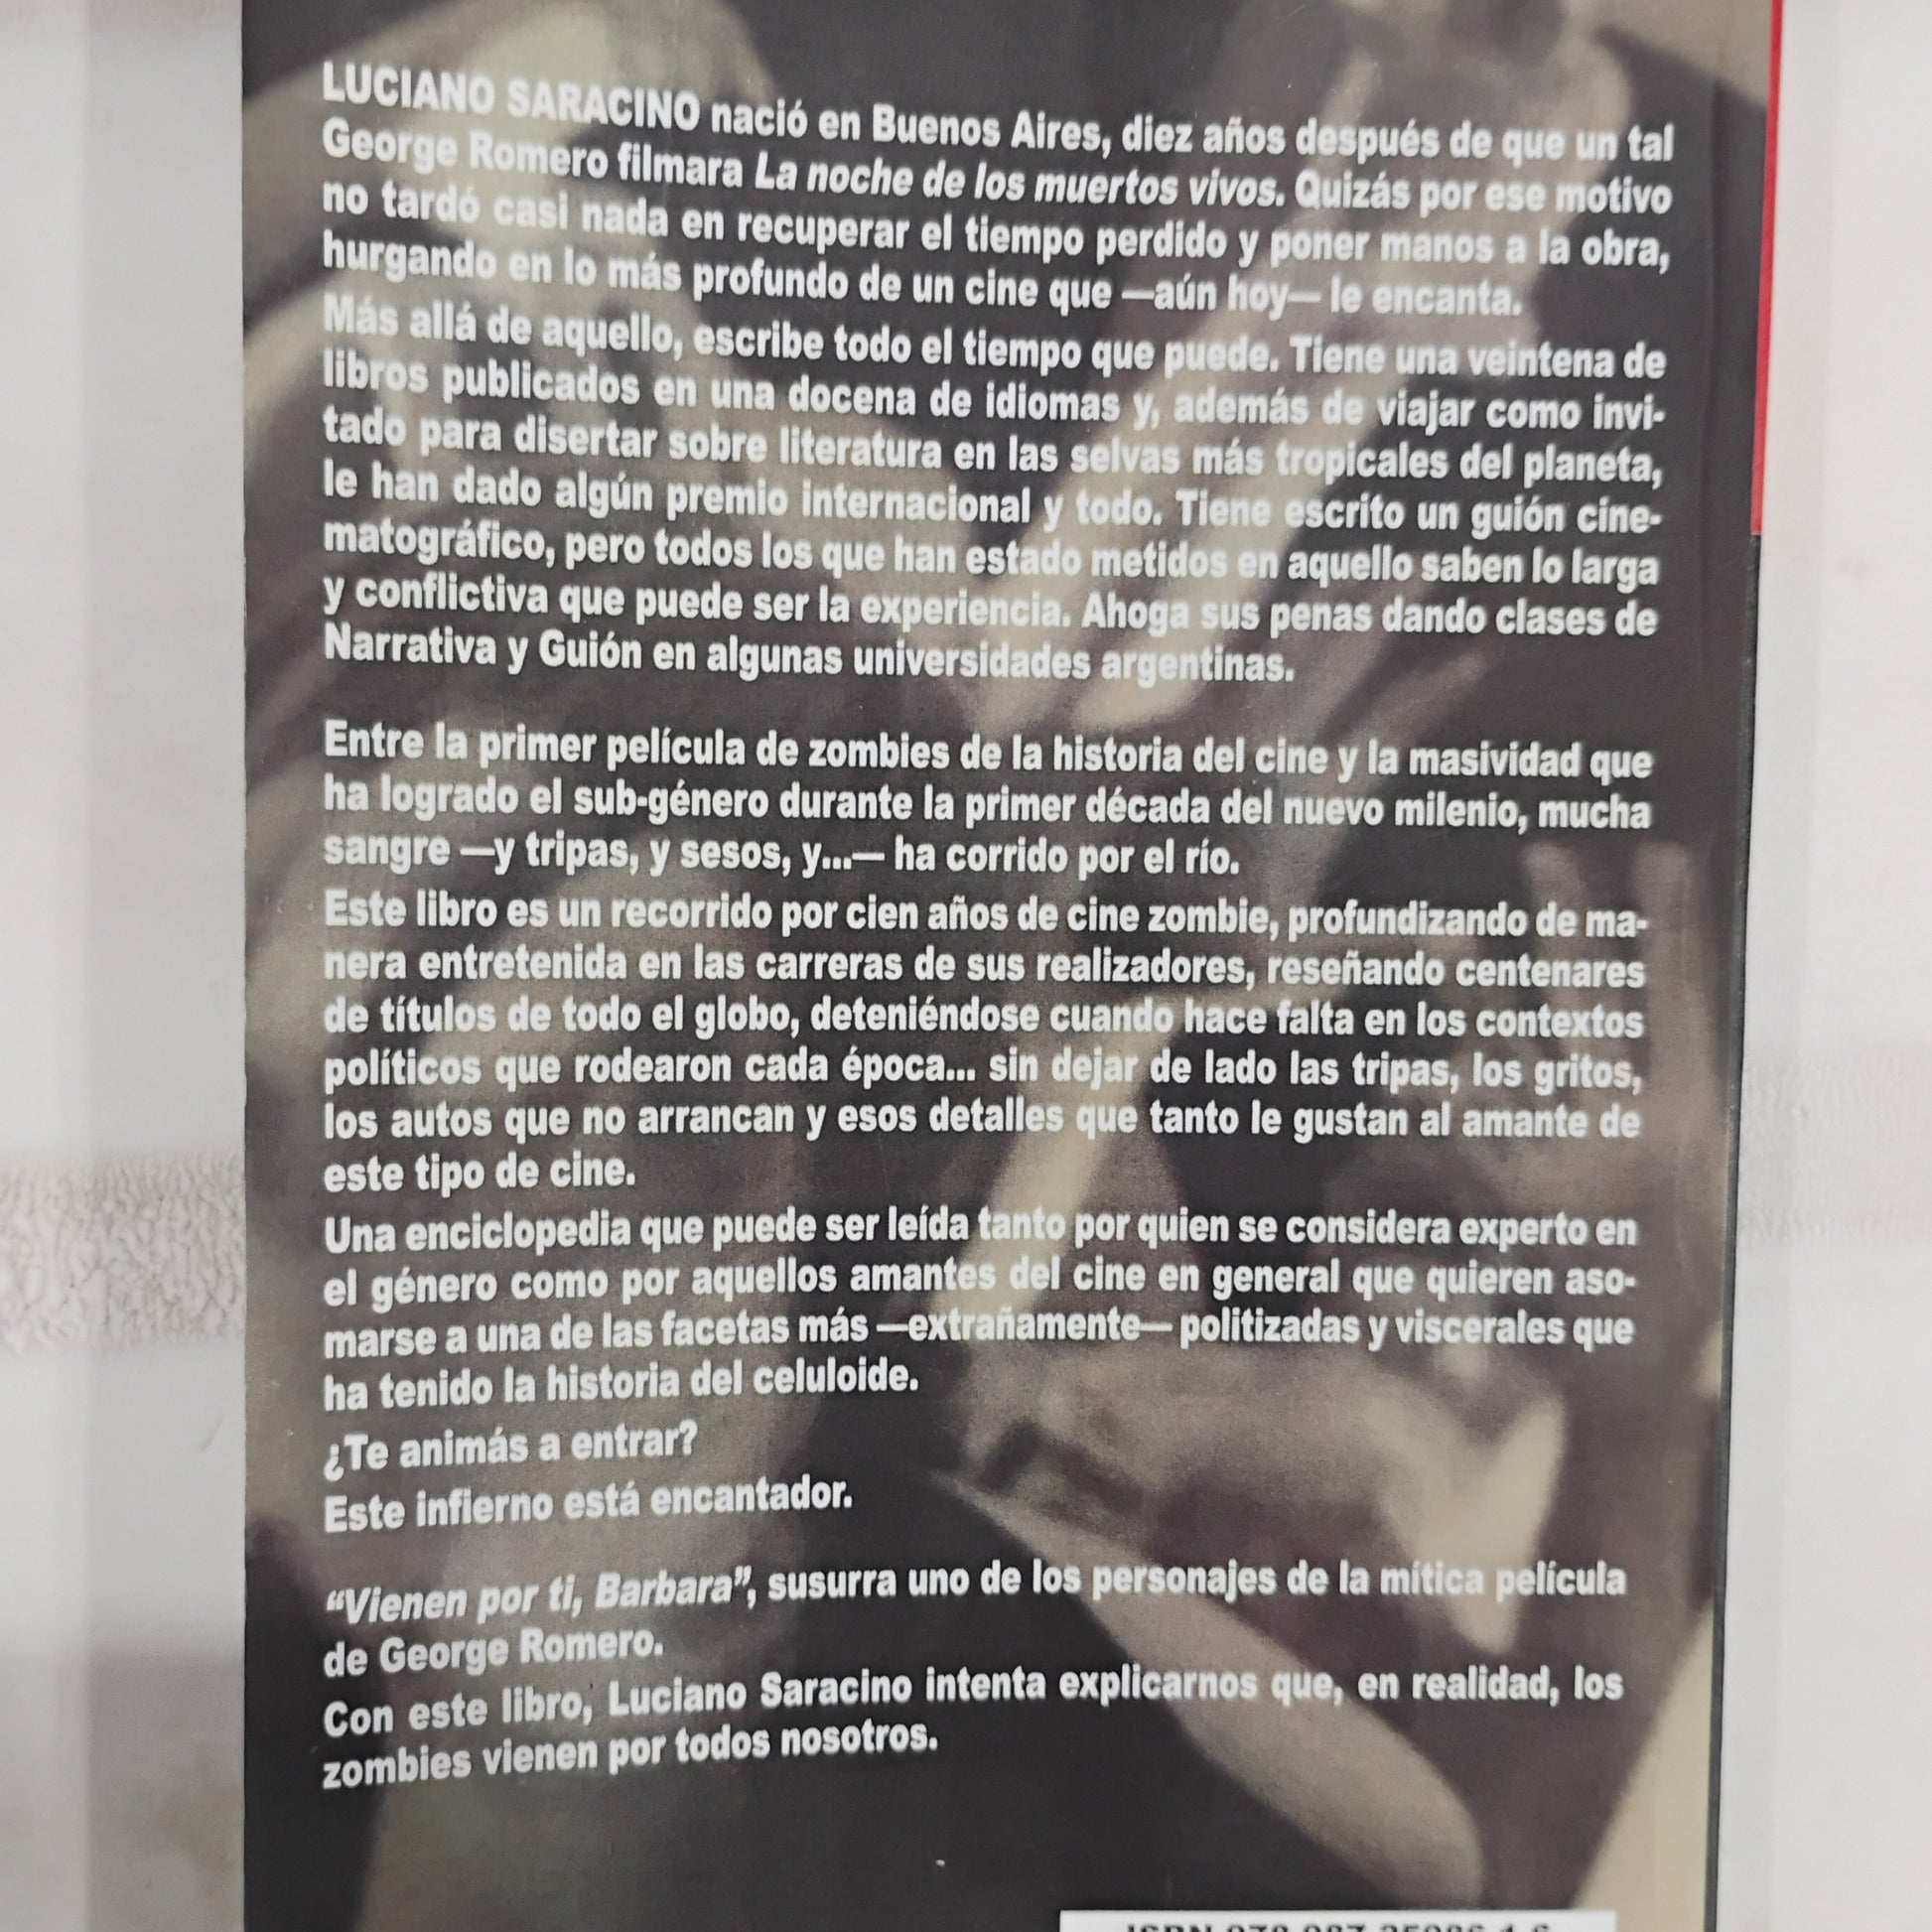 LUCIANO SARACINO nació en Buenos Aires, diez años después de que un tal
George Romero filmara La noche de los muertos vivos. Quizás por ese motivo
no tardó casi nada en recuperar el tiempo perdido y poner manos a la obra,
hurgando en lo más profundo de un cine que —aún hoy— le encanta.
Más allá de aquello, escribe todo el tiempo que puede. Tiene una veintena de
libros publicados en una docena de idiomas y, además de viajar como invi-
tado para disertar sobre literatura en las selvas más tropicales del planeta,
le han dado algún premio internacional y todo. Tiene escrito un guión cine-
matográfico, pero todos los que han estado metidos en aquello saben lo larga
y conflictiva que puede ser la experiencia. Ahoga sus penas dando clases de
Narrativa y Guión en algunas universidades argentinas.
Entre la primer película de zombies de la historia del cine y la masividad que
ha logrado el sub-género durante la primer década del nuevo milenio, mucha
sangre —y tripas, y sesos, y...— ha corrido por el río.
Este libro es un recorrido por cien años de cine zombie, profundizando de ma-
nera entretenida en las carreras de sus realizadores, reseñando centenares
de títulos de todo el globo, deteniéndose cuando hace falta en los contextos
políticos que rodearon cada época... sin dejar de lado las tripas, los gritos,
los autos que no arrancan y esos detalles que tanto le gustan al amante de
este tipo de cine.
Una enciclopedia que puede ser leída tanto por quien se considera experto en
el género como por aquellos amantes del cine en general que quieren aso-
marse a una de las facetas más —extrañamente— politizadas y viscerales que
ha tenido la historia del celuloide.
¿Te animás a entrar?
Este infierno está encantador.
“Vienen por ti, Barbara”, susurra uno de los personajes de la mítica película
de George Romero.
Con este libro, Luciano Saracino intenta explicarnos que, en realidad, los
zombies vienen por todos nosotros.